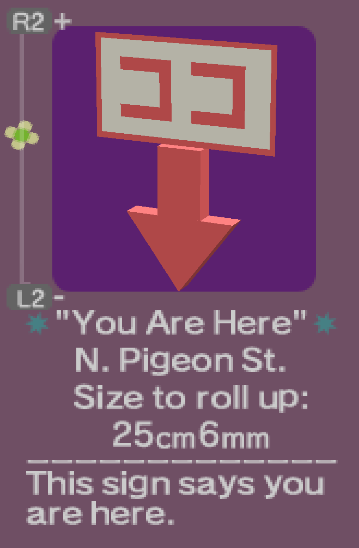 R2 +
ココ
L2 -
"You Are Here"
N. Pigeon St.
Size to roll up:
25cm6mm
This sign says you
are here.